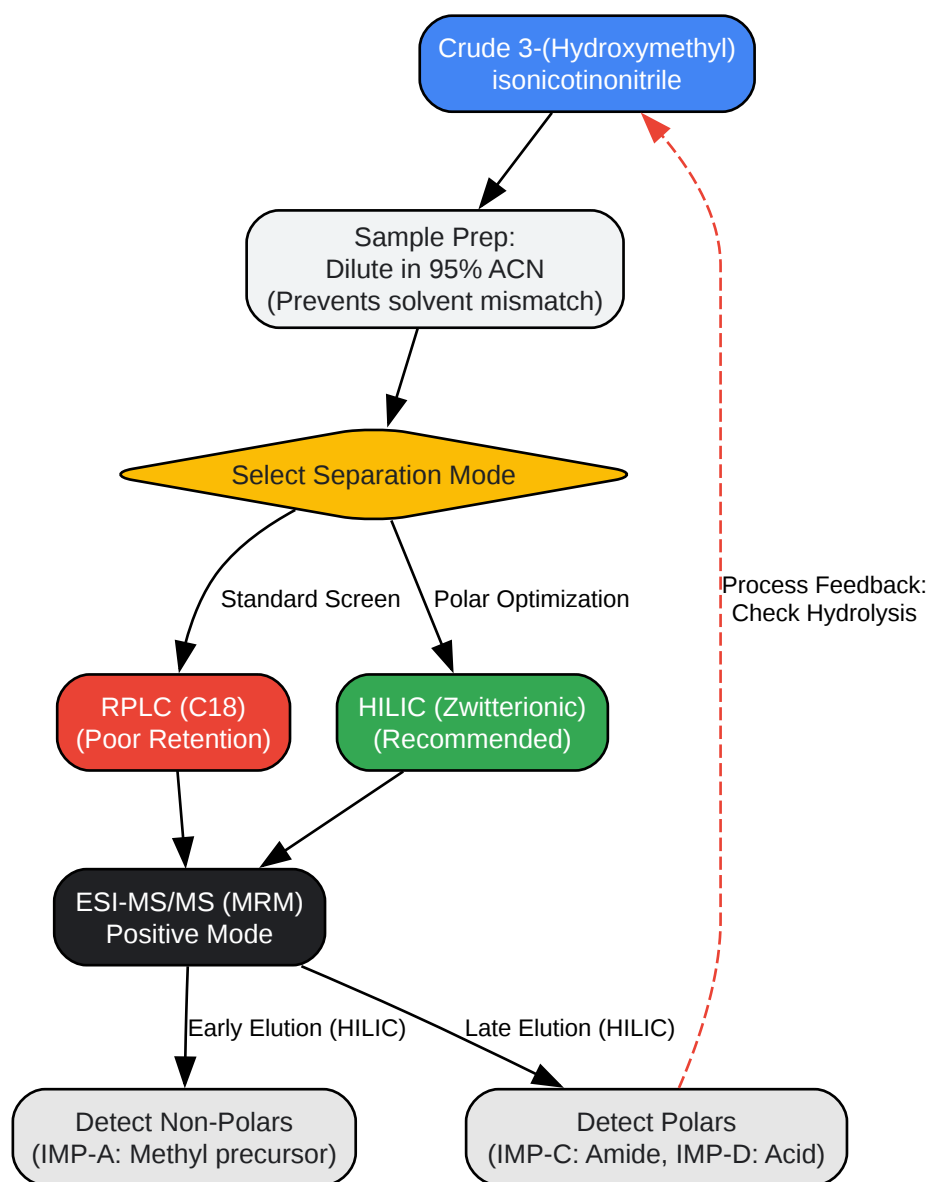 Crude 3-(Hydroxymethyl)
isonicotinonitrile
Sample Prep:
Dilute in 95% ACN
(Prevents solvent mismatch)
Select Separation Mode
Standard Screen
Polar Optimization
Process Feedback:
Check Hydrolysis
RPLC (C18)
(Poor Retention)
HILIC (Zwitterionic)
(Recommended)
ESI-MS/MS (MRM)
Positive Mode
Early Elution (HILIC)
Late Elution (HILIC)
Detect Non-Polars
(IMP-A: Methyl precursor)
Detect Polars
(IMP-C: Amide, IMP-D: Acid)